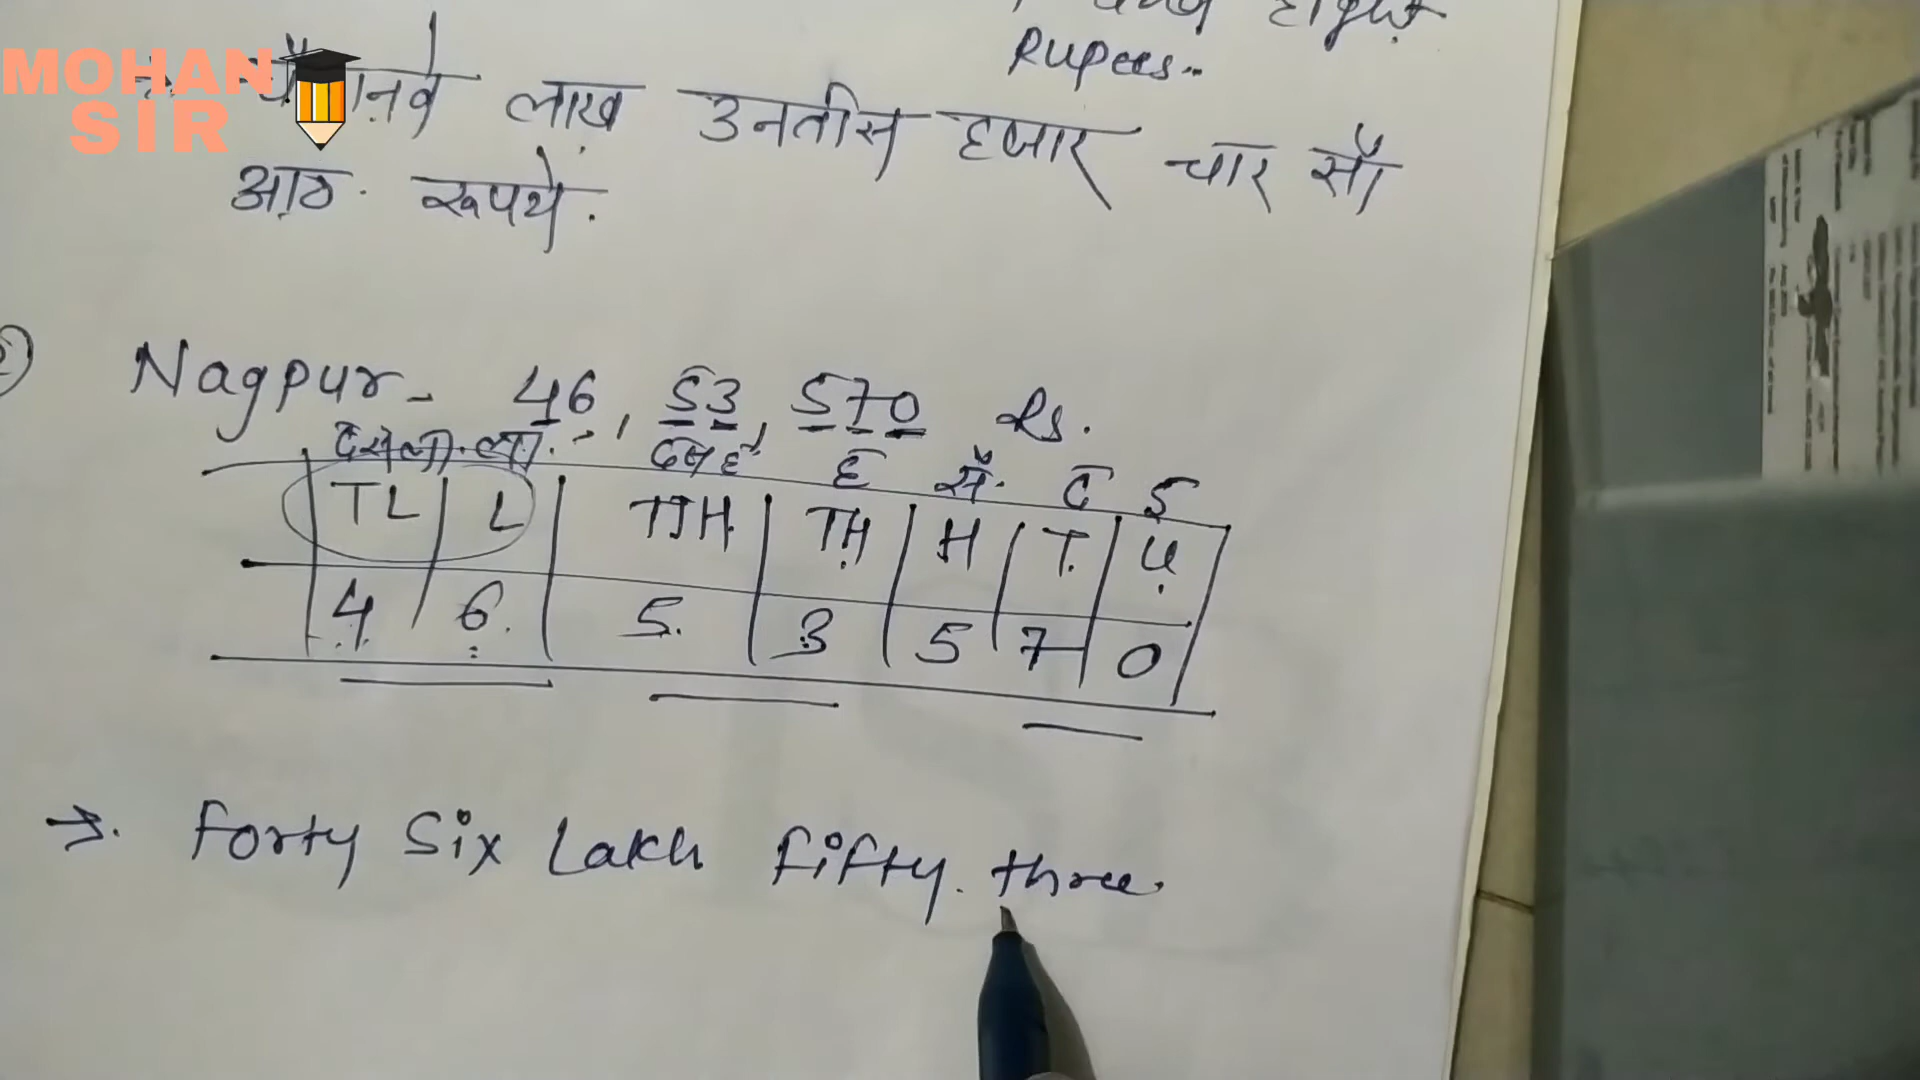 Eight
MOHAN
SIR
Rupees..
लाख उनतीस हजार चार सौ
आठ. रूपये.
Nagpur - 46, 53, 570 Rs.
द.ला. ला. द.ह. ह सै. द इ
TL L TTH TH H T. U
4 6 5 3 5 7 0
→. Forty Six Lakh fifty. three